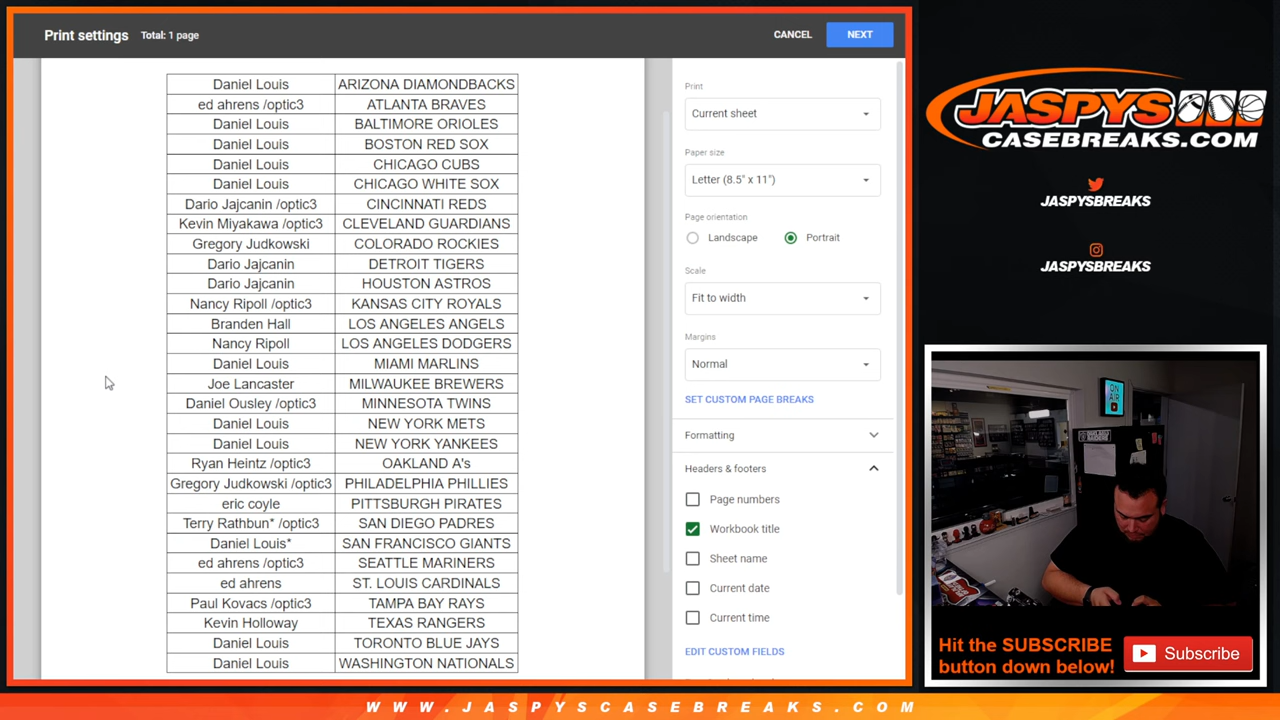 Print settings Total: 1 page CANCEL NEXT
Daniel Louis ARIZONA DIAMONDBACKS
ed ahrens /optic3 ATLANTA BRAVES
Daniel Louis BALTIMORE ORIOLES
Daniel Louis BOSTON RED SOX
Daniel Louis CHICAGO CUBS
Daniel Louis CHICAGO WHITE SOX
Dario Jajcanin /optic3 CINCINNATI REDS
Kevin Miyakawa /optic3 CLEVELAND GUARDIANS
Gregory Judkowski COLORADO ROCKIES
Dario Jajcanin DETROIT TIGERS
Dario Jajcanin HOUSTON ASTROS
Nancy Ripoll /optic3 KANSAS CITY ROYALS
Branden Hall LOS ANGELES ANGELS
Nancy Ripoll LOS ANGELES DODGERS
Daniel Louis MIAMI MARLINS
Joe Lancaster MILWAUKEE BREWERS
Daniel Ousley /optic3 MINNESOTA TWINS
Daniel Louis NEW YORK METS
Daniel Louis NEW YORK YANKEES
Ryan Heintz /optic3 OAKLAND A's
Gregory Judkowski /optic3 PHILADELPHIA PHILLIES
eric coyle PITTSBURGH PIRATES
Terry Rathbun* /optic3 SAN DIEGO PADRES
Daniel Louis* SAN FRANCISCO GIANTS
ed ahrens /optic3 SEATTLE MARINERS
ed ahrens ST. LOUIS CARDINALS
Paul Kovacs /optic3 TAMPA BAY RAYS
Kevin Holloway TEXAS RANGERS
Daniel Louis TORONTO BLUE JAYS
Daniel Louis WASHINGTON NATIONALS
Print
Current sheet
Paper size
Letter (8.5" x 11")
Page orientation
Landscape Portrait
Scale
Fit to width
Margins
Normal
SET CUSTOM PAGE BREAKS
Formatting
Headers & footers
Page numbers
Workbook title
Sheet name
Current date
Current time
EDIT CUSTOM FIELDS
JASPYS
CASEBREAKS.COM
JASPYSBREAKS
JASPYSBREAKS
ON
AIR
Hit the SUBSCRIBE
button down below!
Subscribe
WWW.JASPYSCASEBREAKS.COM